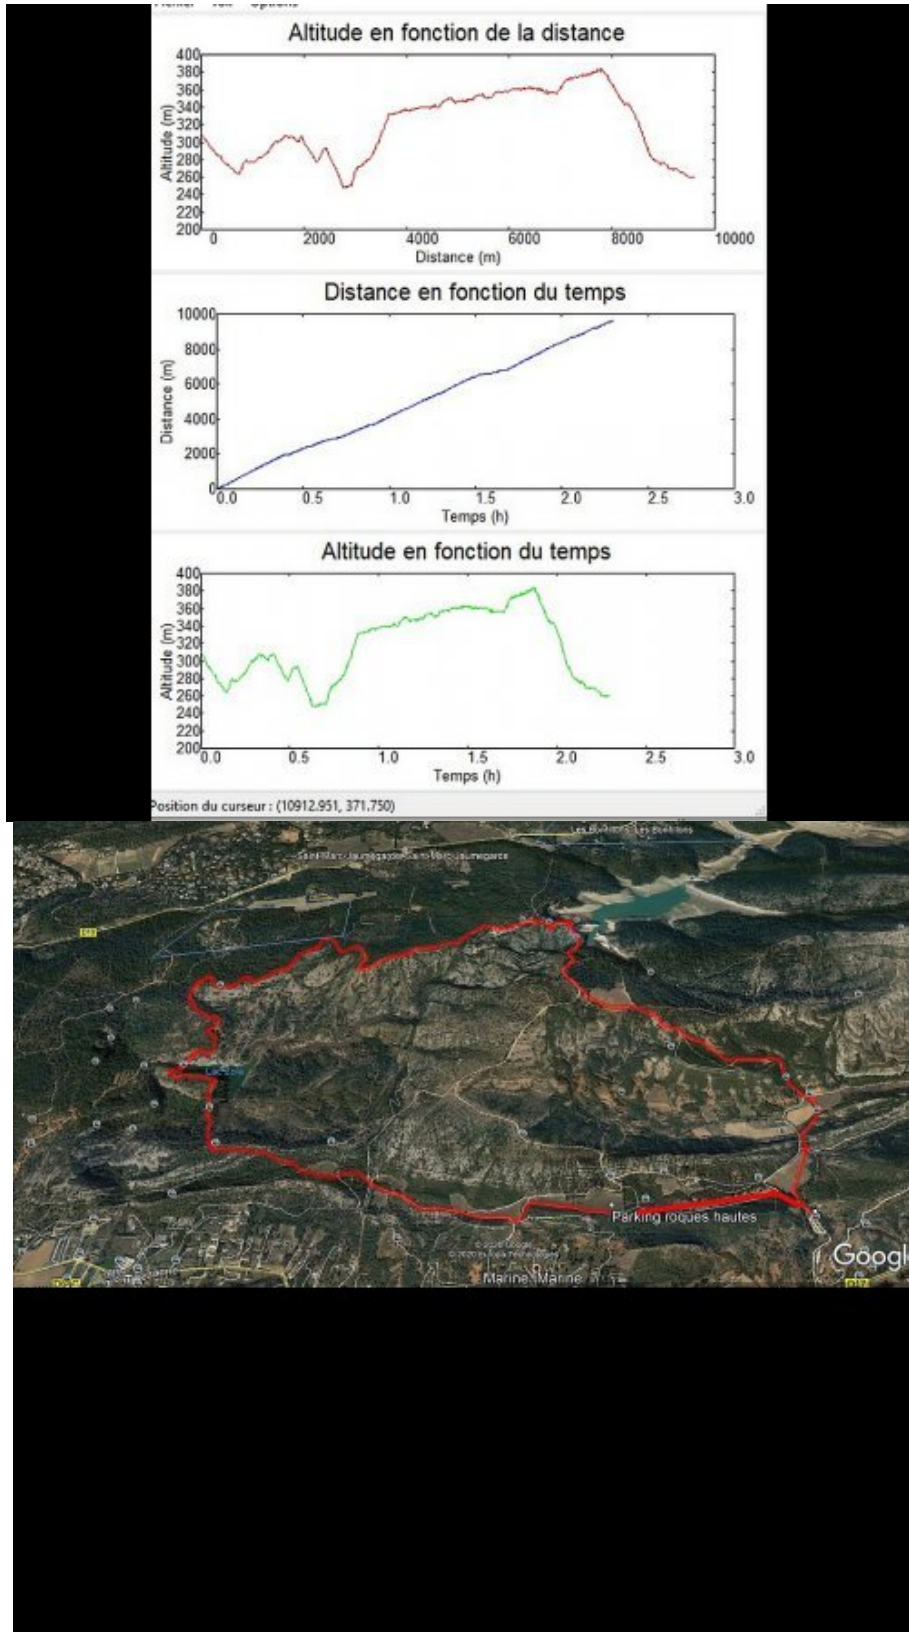 Altitude en fonction de la distance
400
380
360
340
320
300
280
260
240
220
200
Altitude (m)
0 2000 4000 6000 8000 10000
Distance (m)
Distance en fonction du temps
10000
8000
6000
4000
2000
0
Distance (m)
0.0 0.5 1.0 1.5 2.0 2.5 3.0
Temps (h)
Altitude en fonction du temps
400
380
360
340
320
300
280
260
240
220
200
Altitude (m)
0.0 0.5 1.0 1.5 2.0 2.5 3.0
Temps (h)
Position du curseur : (10912.951, 371.750)
Parking roques hautes
© 2020 Google
Marine, Marine
Googl